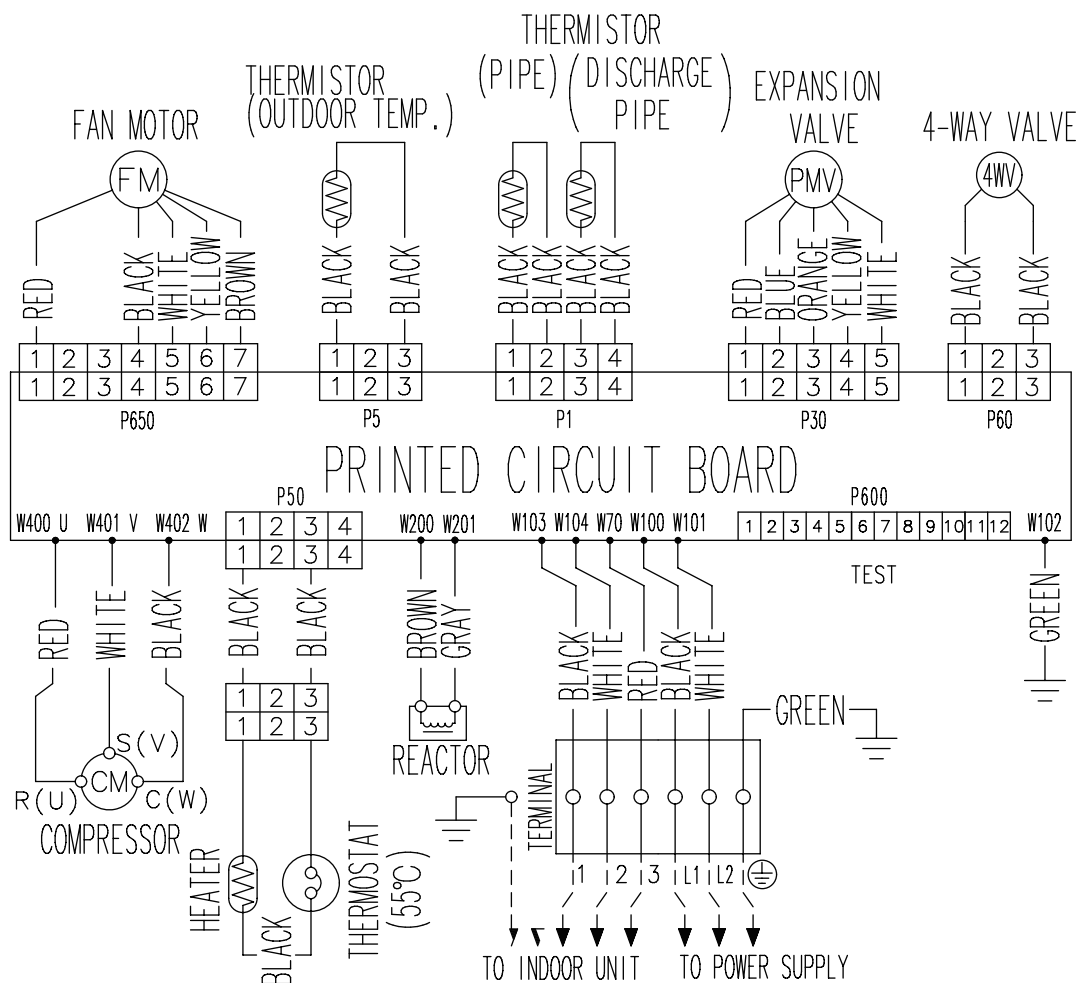 THERMISTOR
(PIPE) (DISCHARGE PIPE)
THERMISTOR
(OUTDOOR TEMP.)
EXPANSION
VALVE
FAN MOTOR
4-WAY VALVE
FM
PMV
4WV
RED
BLACK
WHITE
YELLOW
BROWN
BLACK
BLACK
BLACK
BLACK
BLACK
BLACK
RED
BLUE
ORANGE
YELLOW
WHITE
BLACK
BLACK
1 2 3 4 5 6 7
1 2 3 4 5 6 7
P650
1 2 3
1 2 3
P5
1 2 3 4
1 2 3 4
P1
1 2 3 4 5
1 2 3 4 5
P30
1 2 3
1 2 3
P60
PRINTED CIRCUIT BOARD
W400 U W401 V W402 W
P50
1 2 3 4
1 2 3 4
W200 W201
W103 W104 W70 W100 W101
P600
1 2 3 4 5 6 7 8 9 10 11 12
TEST
W102
RED
WHITE
BLACK
BLACK
BLACK
BROWN
GRAY
BLACK
WHITE
RED
BLACK
WHITE
GREEN
1 2 3
1 2 3
GREEN
S(V)
R(U)
CM
C(W)
COMPRESSOR
REACTOR
TERMINAL
HEATER
THERMOSTAT
(55℃)
BLACK
1 2 3 L1 L2
TO INDOOR UNIT
TO POWER SUPPLY